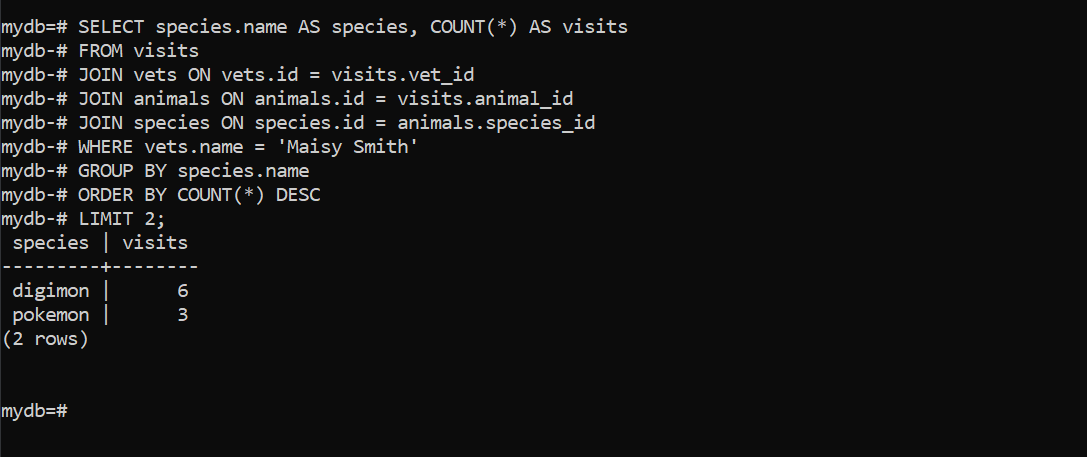 mydb=# SELECT species.name AS species, COUNT(*) AS visits
mydb-# FROM visits
mydb-# JOIN vets ON vets.id = visits.vet_id
mydb-# JOIN animals ON animals.id = visits.animal_id
mydb-# JOIN species ON species.id = animals.species_id
mydb-# WHERE vets.name = 'Maisy Smith'
mydb-# GROUP BY species.name
mydb-# ORDER BY COUNT(*) DESC
mydb-# LIMIT 2;
 species | visits
---------+--------
 digimon |      6
 pokemon |      3
(2 rows)
mydb=#